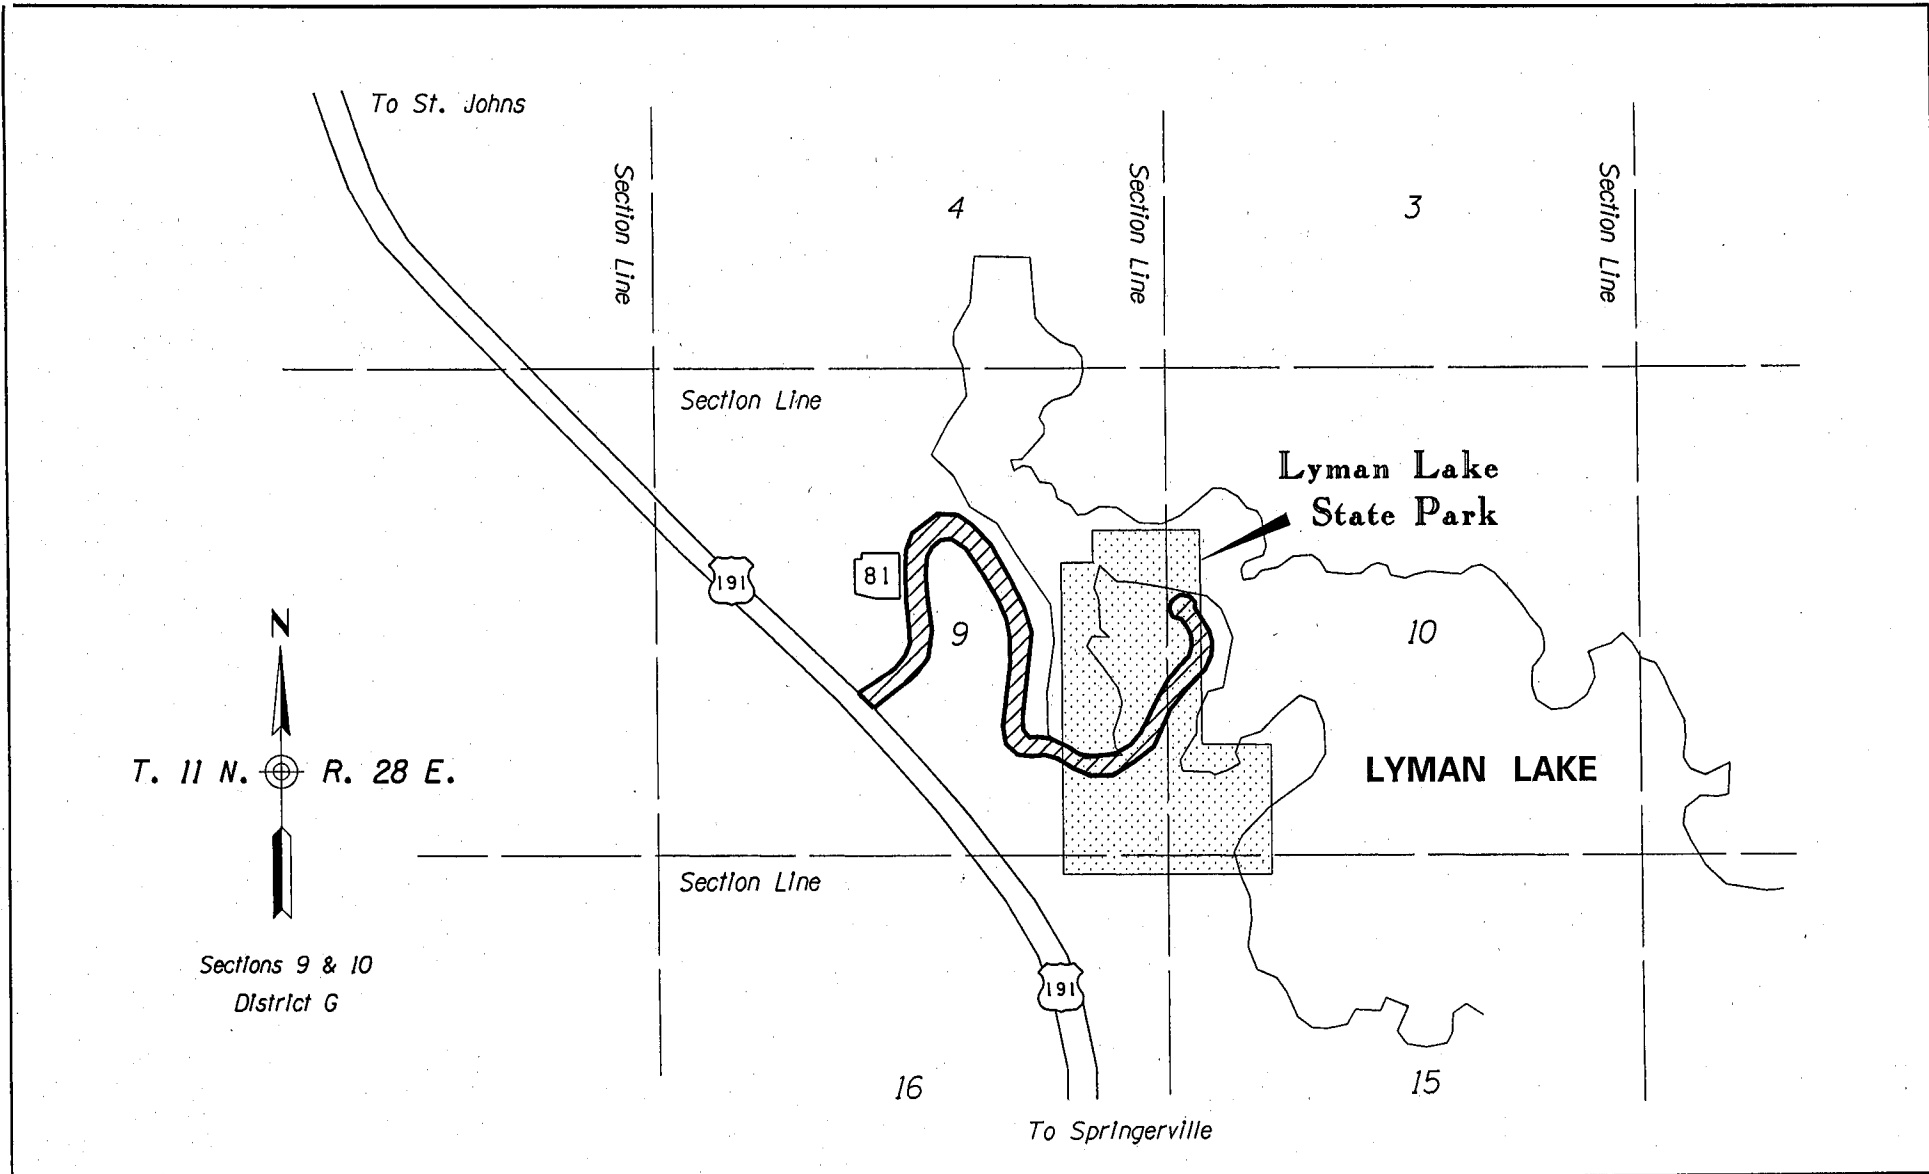 To St. Johns
Section Line
Section Line
Section Line
4
3
Section Line
Lyman Lake
State Park
191
81
N
9
10
T. 11 N. R. 28 E.
LYMAN LAKE
Section Line
Sections 9 & 10
District G
191
16
15
To Springerville